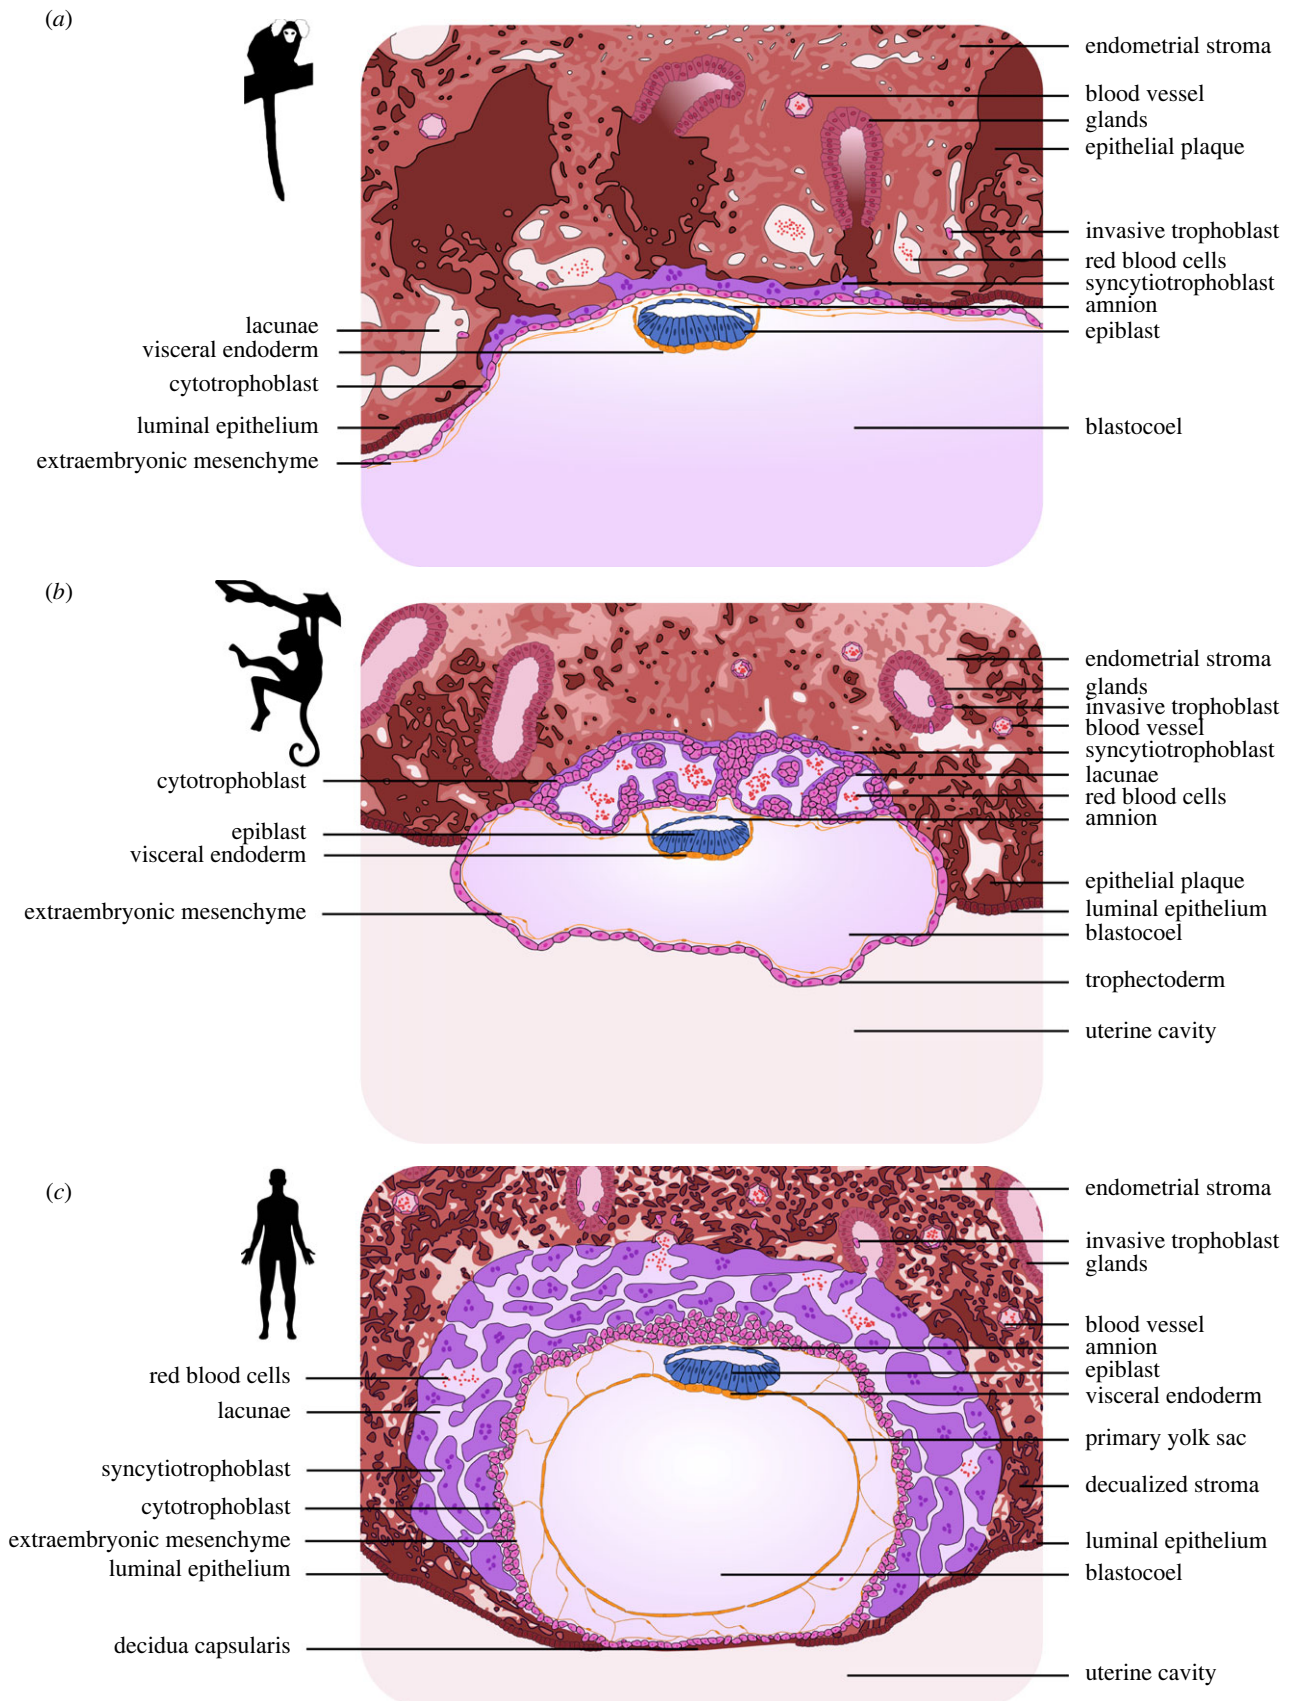 (a)
endometrial stroma
blood vessel
glands
epithelial plaque
invasive trophoblast
red blood cells
syncytiotrophoblast
amnion
epiblast
blastocoel
lacunae
visceral endoderm
cytotrophoblast
luminal epithelium
extraembryonic mesenchyme
(b)
endometrial stroma
glands
invasive trophoblast
blood vessel
syncytiotrophoblast
lacunae
red blood cells
amnion
epithelial plaque
luminal epithelium
blastocoel
trophectoderm
uterine cavity
cytotrophoblast
epiblast
visceral endoderm
extraembryonic mesenchyme
(c)
endometrial stroma
invasive trophoblast
glands
blood vessel
amnion
epiblast
visceral endoderm
primary yolk sac
decualized stroma
luminal epithelium
blastocoel
uterine cavity
red blood cells
lacunae
syncytiotrophoblast
cytotrophoblast
extraembryonic mesenchyme
luminal epithelium
decidua capsularis